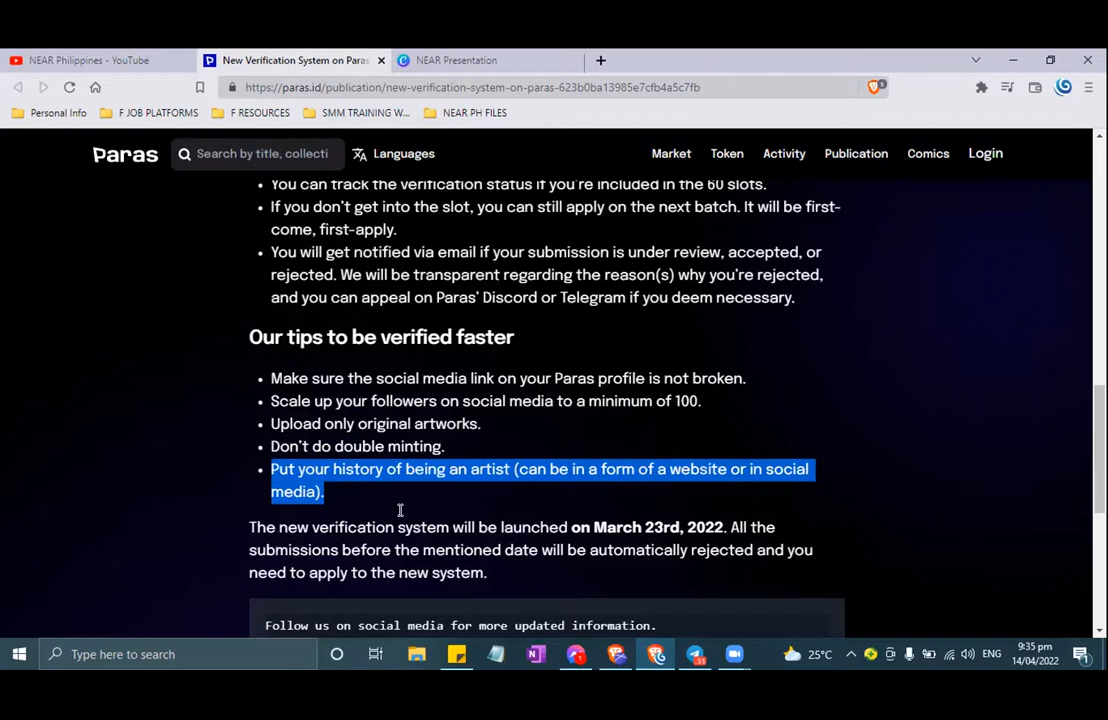 NEAR Philippines - YouTube
New Verification System on Paras
NEAR Presentation
https://paras.id/publication/new-verification-system-on-paras-623b0ba13985e7cfb4a5c7fb
1
Personal Info
F JOB PLATFORMS
F RESOURCES
SMM TRAINING W...
NEAR PH FILES
Paras
Search by title, collecti
Languages
Market
Token
Activity
Publication
Comics
Login
You can track the verification status if you're included in the 60 slots.
If you don't get into the slot, you can still apply on the next batch. It will be first-
come, first-apply.
You will get notified via email if your submission is under review, accepted, or
rejected. We will be transparent regarding the reason(s) why you're rejected,
and you can appeal on Paras' Discord or Telegram if you deem necessary.
Our tips to be verified faster
Make sure the social media link on your Paras profile is not broken.
Scale up your followers on social media to a minimum of 100.
Upload only original artworks.
Don't do double minting.
Put your history of being an artist (can be in a form of a website or in social
media).
The new verification system will be launched on March 23rd, 2022. All the
submissions before the mentioned date will be automatically rejected and you
need to apply to the new system.
Follow us on social media for more updated information.
Type here to search
25°C
ENG
9:35 pm
14/04/2022